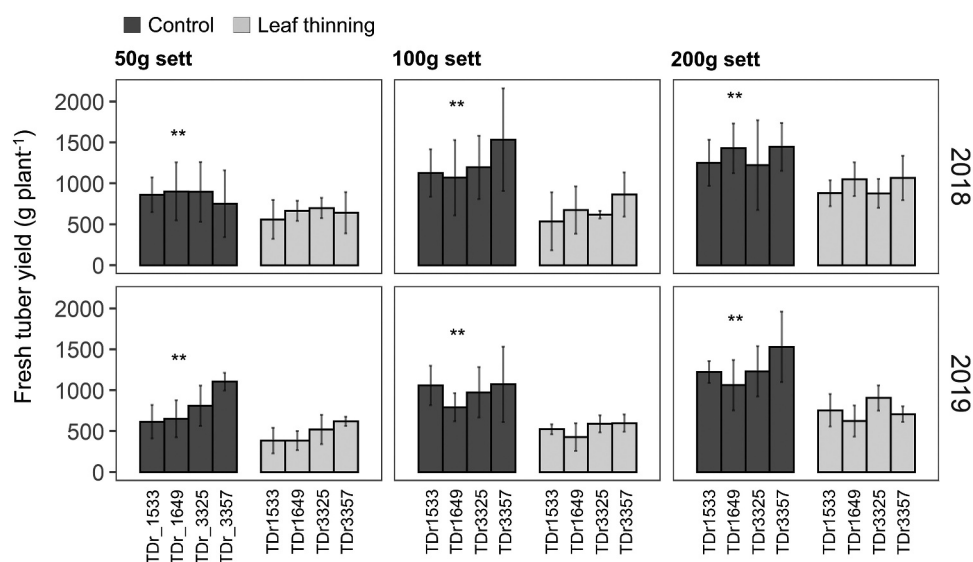 Control Leaf thinning
50g sett 100g sett 200g sett
Fresh tuber yield (g plant⁻¹)
2000
1500
1000
500
0
** ** **
2018
2000
1500
1000
500
0
** ** **
2019
TDr_1533 TDr_1649 TDr_3325 TDr_3357 TDr1533 TDr1649 TDr3325 TDr3357
TDr1533 TDr1649 TDr3325 TDr3357 TDr1533 TDr1649 TDr3325 TDr3357
TDr1533 TDr1649 TDr3325 TDr3357 TDr1533 TDr1649 TDr3325 TDr3357